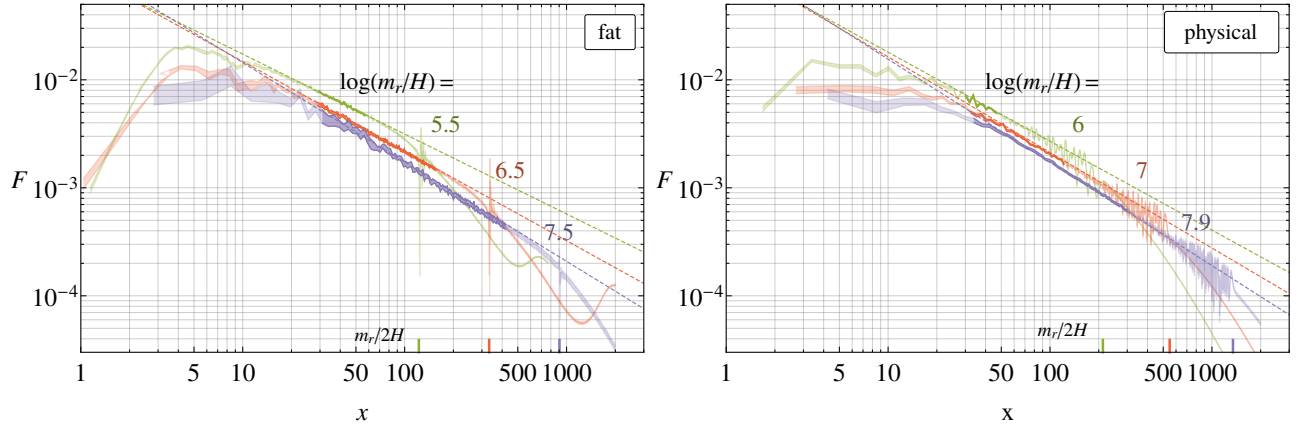 fat
10⁻²
10⁻³
10⁻⁴
F
log(m_r/H) =
5.5
6.5
7.5
m_r/2H
1 5 10 50 100 500 1000
x
physical
10⁻²
10⁻³
10⁻⁴
F
log(m_r/H) =
6
7
7.9
m_r/2H
1 5 10 50 100 500 1000
x